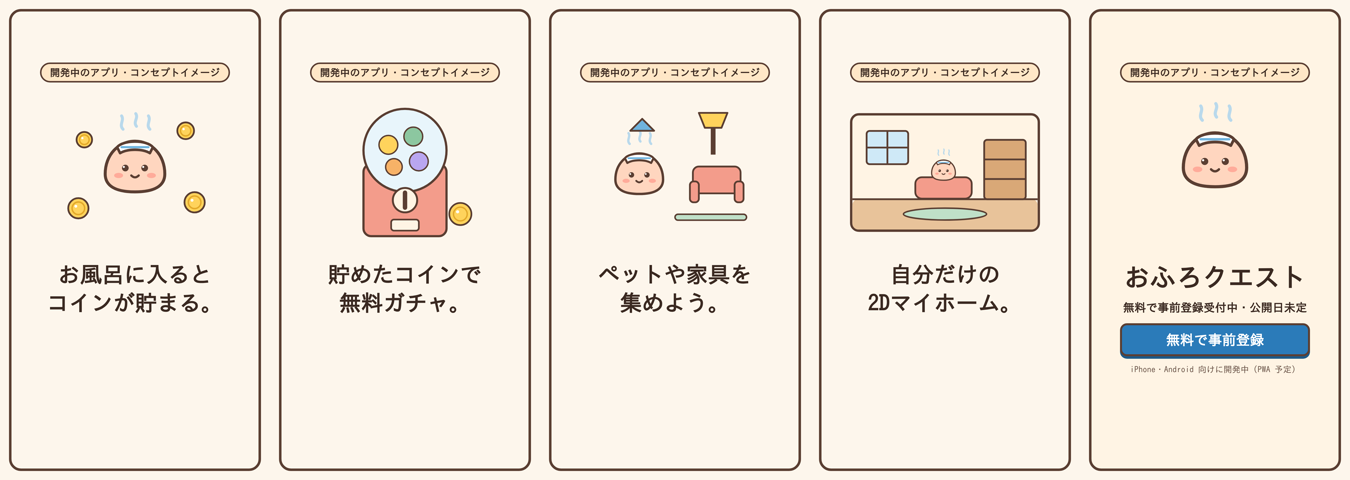 開発中のアプリ・コンセプトイメージ
お風呂に入ると
コインが貯まる。
開発中のアプリ・コンセプトイメージ
貯めたコインで
無料ガチャ。
開発中のアプリ・コンセプトイメージ
ペットや家具を
集めよう。
開発中のアプリ・コンセプトイメージ
自分だけの
2Dマイホーム。
開発中のアプリ・コンセプトイメージ
おふろクエスト
無料で事前登録受付中・公開日未定
無料で事前登録
iPhone・Android 向けに開発中（PWA 予定）